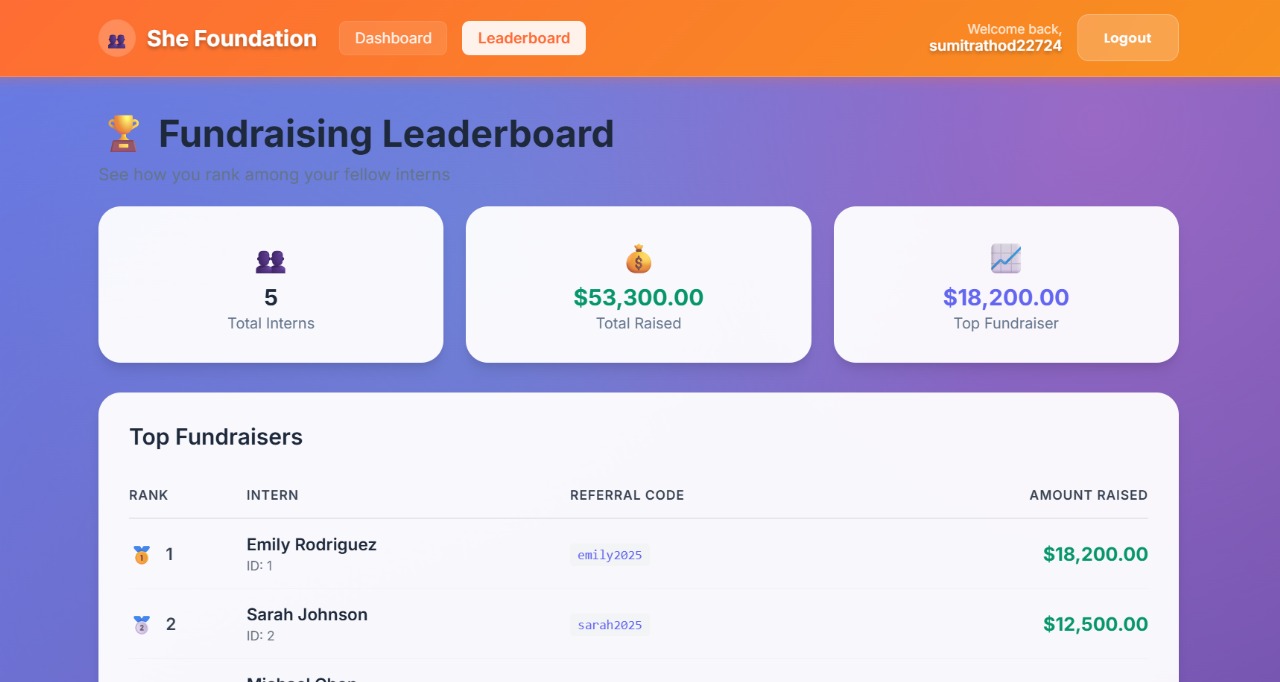 She Foundation
Dashboard
Leaderboard
Welcome back,
sumitrathod22724
Logout
Fundraising Leaderboard
See how you rank among your fellow interns
5
Total Interns
$53,300.00
Total Raised
$18,200.00
Top Fundraiser
Top Fundraisers
RANK INTERN REFERRAL CODE AMOUNT RAISED
1 Emily Rodriguez emily2025 $18,200.00
ID: 1
2 Sarah Johnson sarah2025 $12,500.00
ID: 2